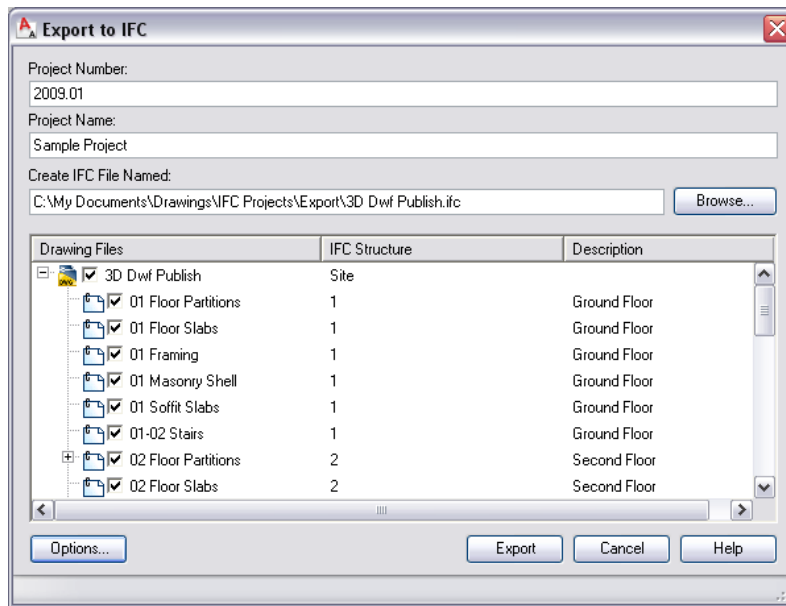 Export to IFC
Project Number:
2009.01
Project Name:
Sample Project
Create IFC File Named:
C:\My Documents\Drawings\IFC Projects\Export\3D Dwf Publish.ifc Browse...
Drawing Files IFC Structure Description
DWG 3D Dwf Publish Site
01 Floor Partitions 1 Ground Floor
01 Floor Slabs 1 Ground Floor
01 Framing 1 Ground Floor
01 Masonry Shell 1 Ground Floor
01 Soffit Slabs 1 Ground Floor
01-02 Stairs 1 Ground Floor
02 Floor Partitions 2 Second Floor
02 Floor Slabs 2 Second Floor
Options... Export Cancel Help